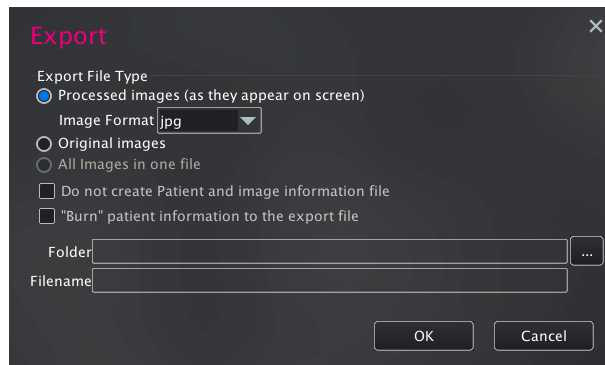 Export
Export File Type
Processed images (as they appear on screen)
Image Format jpg
Original images
All Images in one file
Do not create Patient and image information file
"Burn" patient information to the export file
Folder ...
Filename
OK Cancel